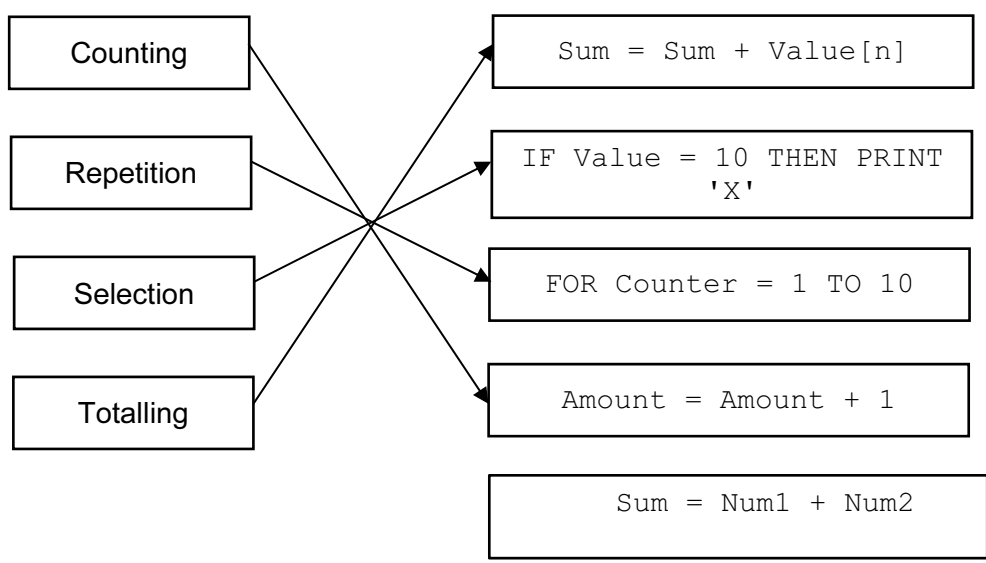 Counting
Sum = Sum + Value[n]
Repetition
IF Value = 10 THEN PRINT
'X'
Selection
FOR Counter = 1 TO 10
Totalling
Amount = Amount + 1
Sum = Num1 + Num2